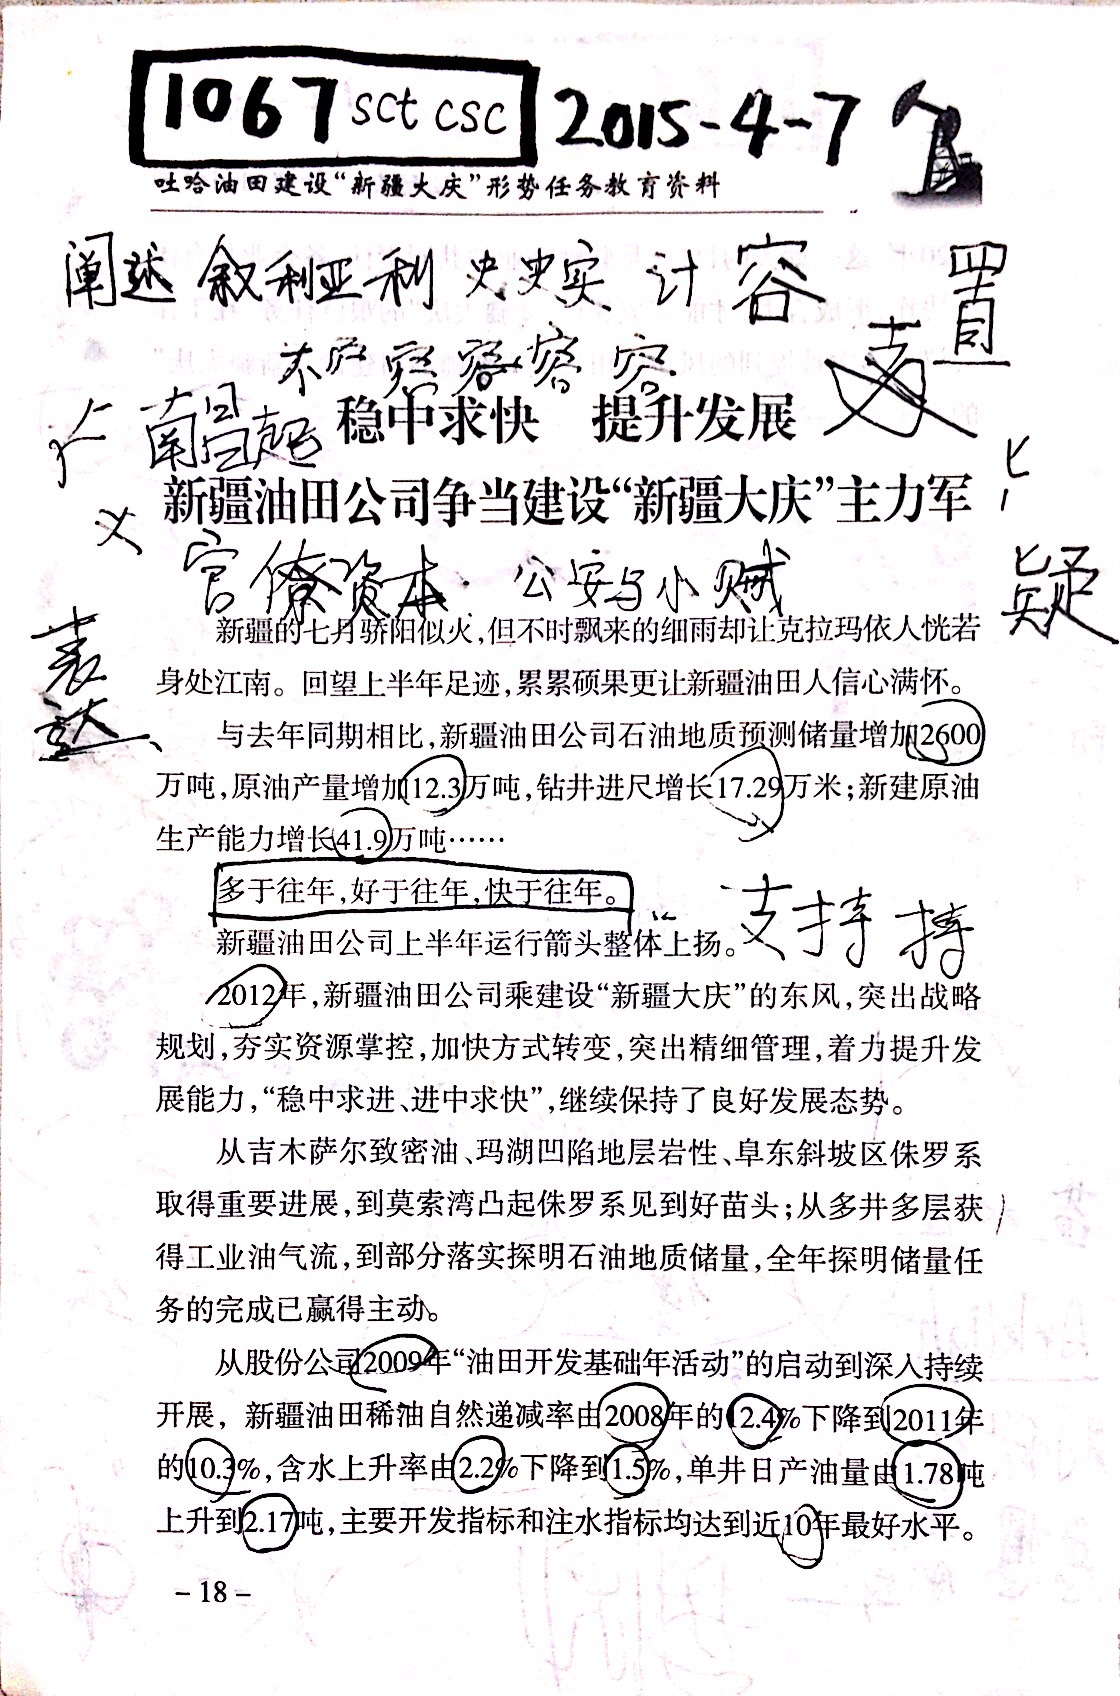 1067 sct csc 2015-4-7
吐哈油田建设“新疆大庆”形势任务教育资料
阐述 叙利亚利 史史实 计 容 置
南昌起
稳中求快 提升发展
新疆油田公司争当建设“新疆大庆”主力军
义
官僚资本 公安与小贼
疑
表达
新疆的七月骄阳似火,但不时飘来的细雨却让克拉玛依人恍若
身处江南。回望上半年足迹,累累硕果更让新疆油田人信心满怀。
与去年同期相比,新疆油田公司石油地质预测储量增加2600
万吨,原油产量增加12.3万吨,钻井进尺增长17.29万米;新建原油
生产能力增长41.9万吨……
多于往年,好于往年,快于往年。
支持
新疆油田公司上半年运行箭头整体上扬。
2012年,新疆油田公司乘建设“新疆大庆”的东风,突出战略
规划,夯实资源掌控,加快方式转变,突出精细管理,着力提升发
展能力,“稳中求进、进中求快”,继续保持了良好发展态势。
从吉木萨尔致密油、玛湖凹陷地层岩性、阜东斜坡区侏罗系
取得重要进展,到莫索湾凸起侏罗系见到好苗头;从多井多层获
得工业油气流,到部分落实探明石油地质储量,全年探明储量任
务的完成已赢得主动。
从股份公司2009年“油田开发基础年活动”的启动到深入持续
开展, 新疆油田稀油自然递减率由2008年的12.4%下降到2011年
的10.3%,含水上升率由2.2%下降到1.5%,单井日产油量由1.78吨
上升到2.17吨,主要开发指标和注水指标均达到近10年最好水平。
- 18 -